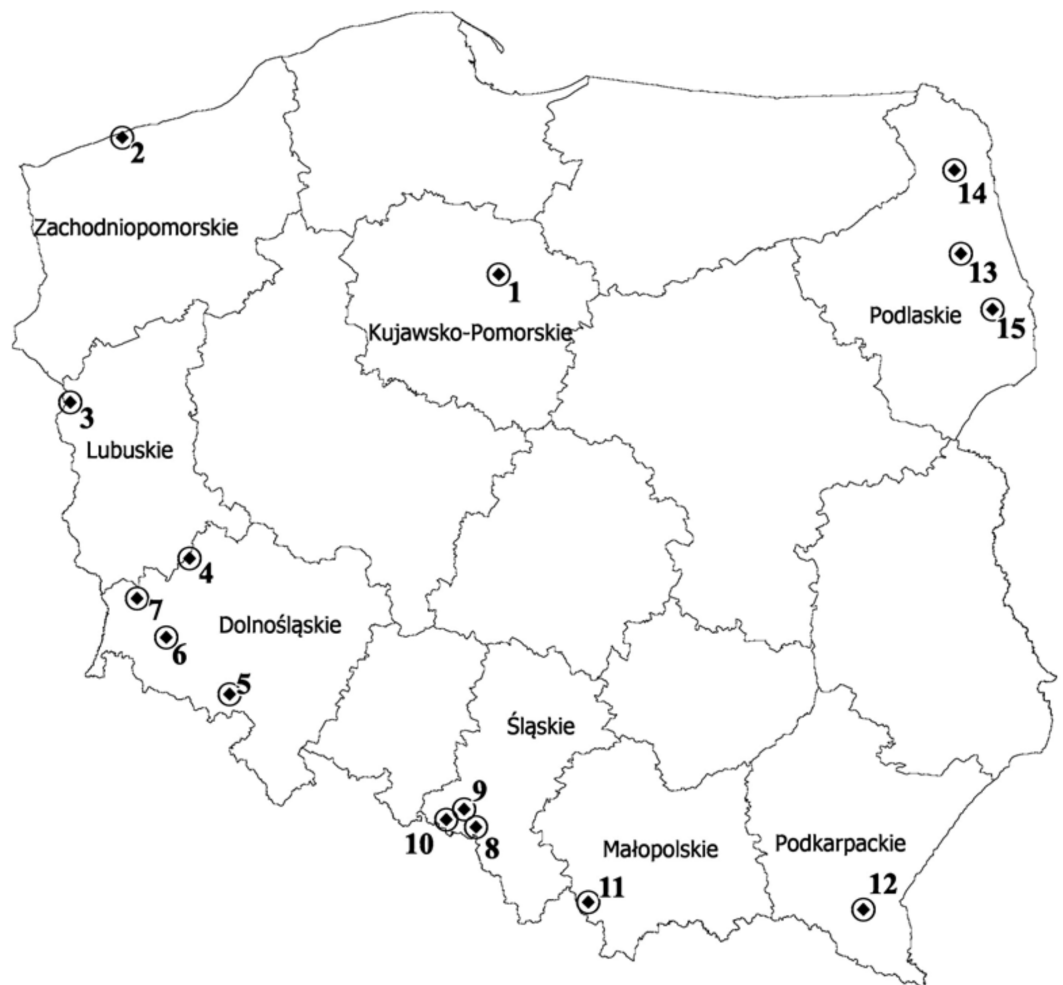 2
14
Zachodniopomorskie
13
1
Podlaskie
15
Kujawsko-Pomorskie
3
Lubuskie
4
7
Dolnośląskie
6
5
Śląskie
9
10
8
Małopolskie
Podkarpackie
11
12